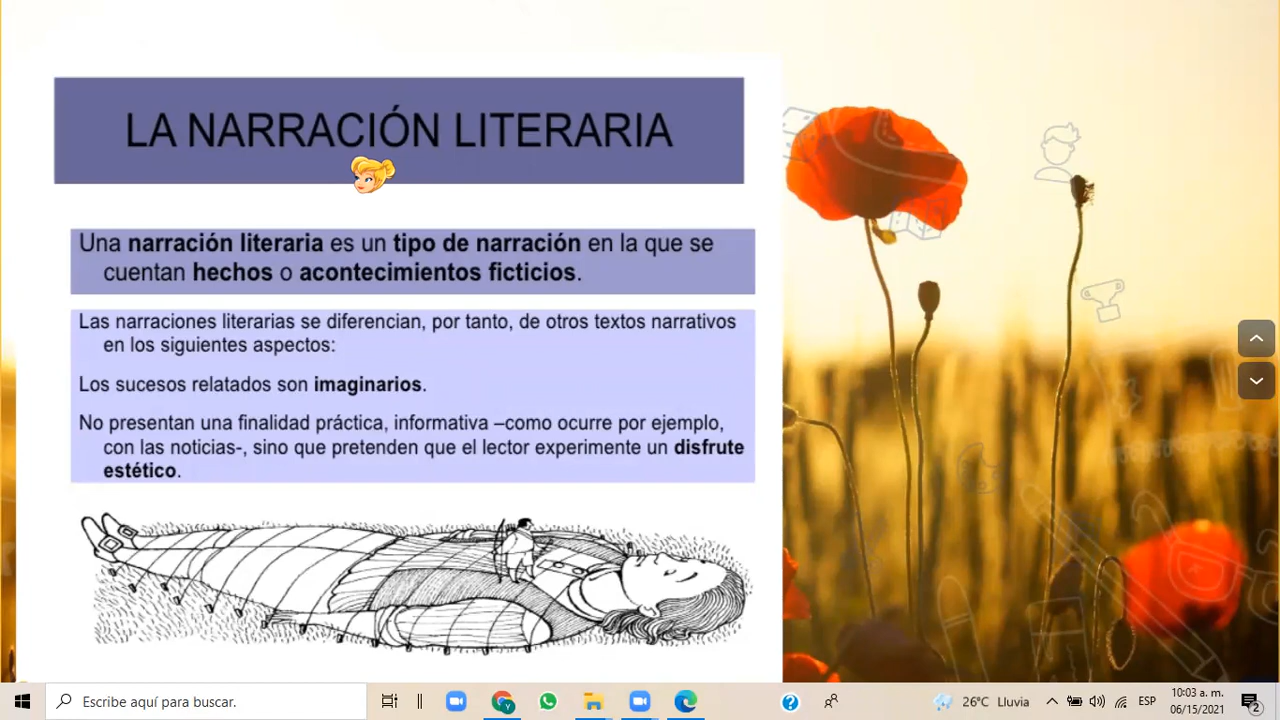 LA NARRACIÓN LITERARIA
Una narración literaria es un tipo de narración en la que se
cuentan hechos o acontecimientos ficticios.
Las narraciones literarias se diferencian, por tanto, de otros textos narrativos
en los siguientes aspectos:
Los sucesos relatados son imaginarios.
No presentan una finalidad práctica, informativa –como ocurre por ejemplo,
con las noticias-, sino que pretenden que el lector experimente un disfrute
estético.
Escribe aquí para buscar.
26°C Lluvia
ESP
10:03 a. m.
06/15/2021
2